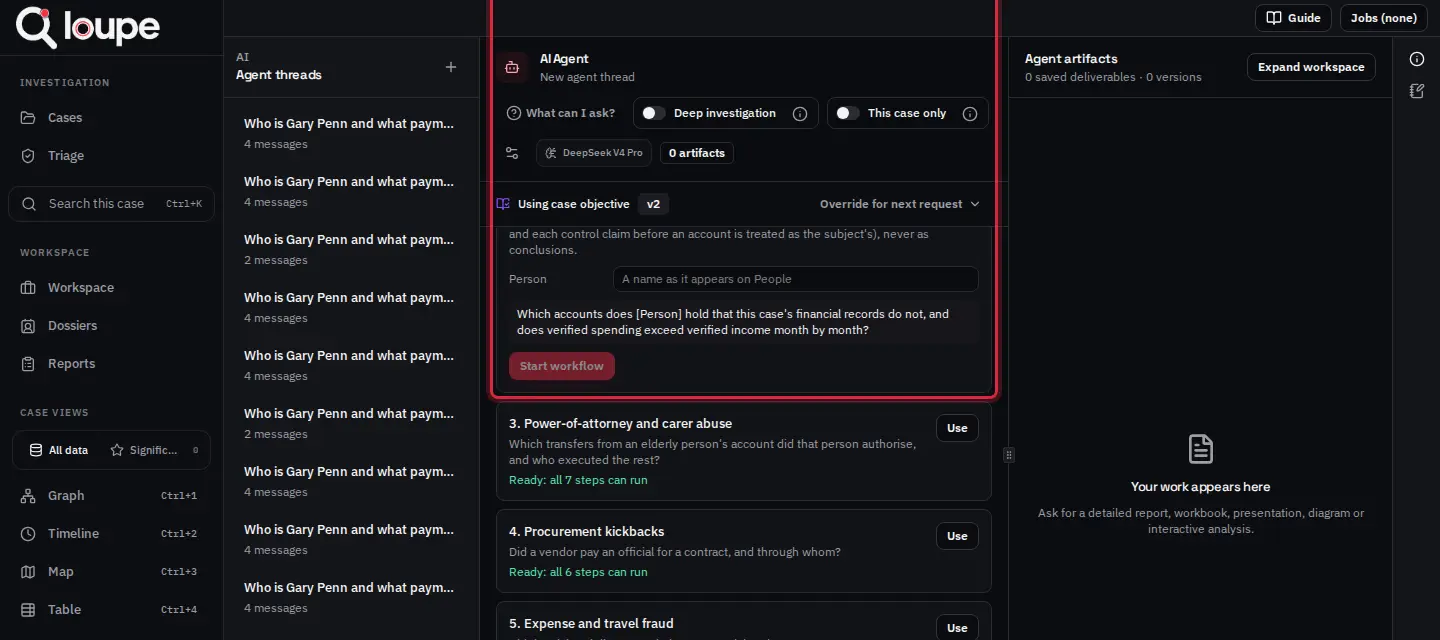 loupe
INVESTIGATION
Cases
Triage
Search this case Ctrl+K
WORKSPACE
Workspace
Dossiers
Reports
CASE VIEWS
All data Signific... 0
Graph Ctrl+1
Timeline Ctrl+2
Map Ctrl+3
Table Ctrl+4
AI
Agent threads
Who is Gary Penn and what paym...
4 messages
Who is Gary Penn and what paym...
4 messages
Who is Gary Penn and what paym...
2 messages
Who is Gary Penn and what paym...
4 messages
Who is Gary Penn and what paym...
4 messages
Who is Gary Penn and what paym...
2 messages
Who is Gary Penn and what paym...
4 messages
Who is Gary Penn and what paym...
4 messages
Who is Gary Penn and what paym...
4 messages
AI Agent
New agent thread
What can I ask? Deep investigation This case only
DeepSeek V4 Pro 0 artifacts
Using case objective v2 Override for next request
and each control claim before an account is treated as the subject's), never as
conclusions.
Person A name as it appears on People
Which accounts does [Person] hold that this case's financial records do not, and
does verified spending exceed verified income month by month?
Start workflow
3. Power-of-attorney and carer abuse
Which transfers from an elderly person's account did that person authorise,
and who executed the rest?
Ready: all 7 steps can run
Use
4. Procurement kickbacks
Did a vendor pay an official for a contract, and through whom?
Ready: all 6 steps can run
Use
5. Expense and travel fraud
Use
Guide Jobs (none)
Agent artifacts
0 saved deliverables · 0 versions
Expand workspace
Your work appears here
Ask for a detailed report, workbook, presentation, diagram or
interactive analysis.